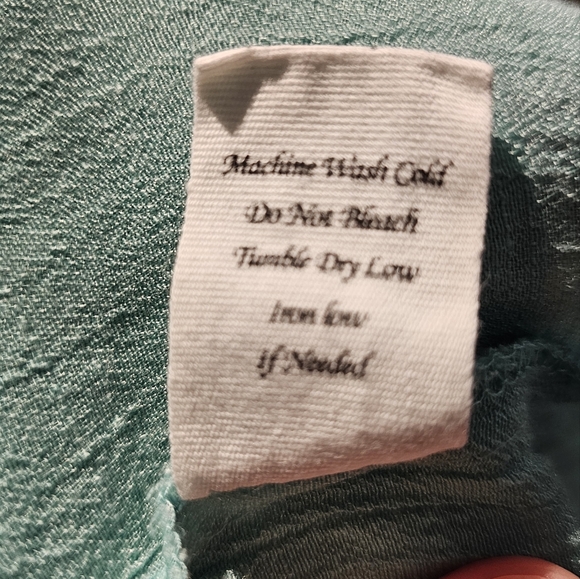 Machine Wash Cold
Do Not Bleach
Tumble Dry Low
Iron low
if Needed